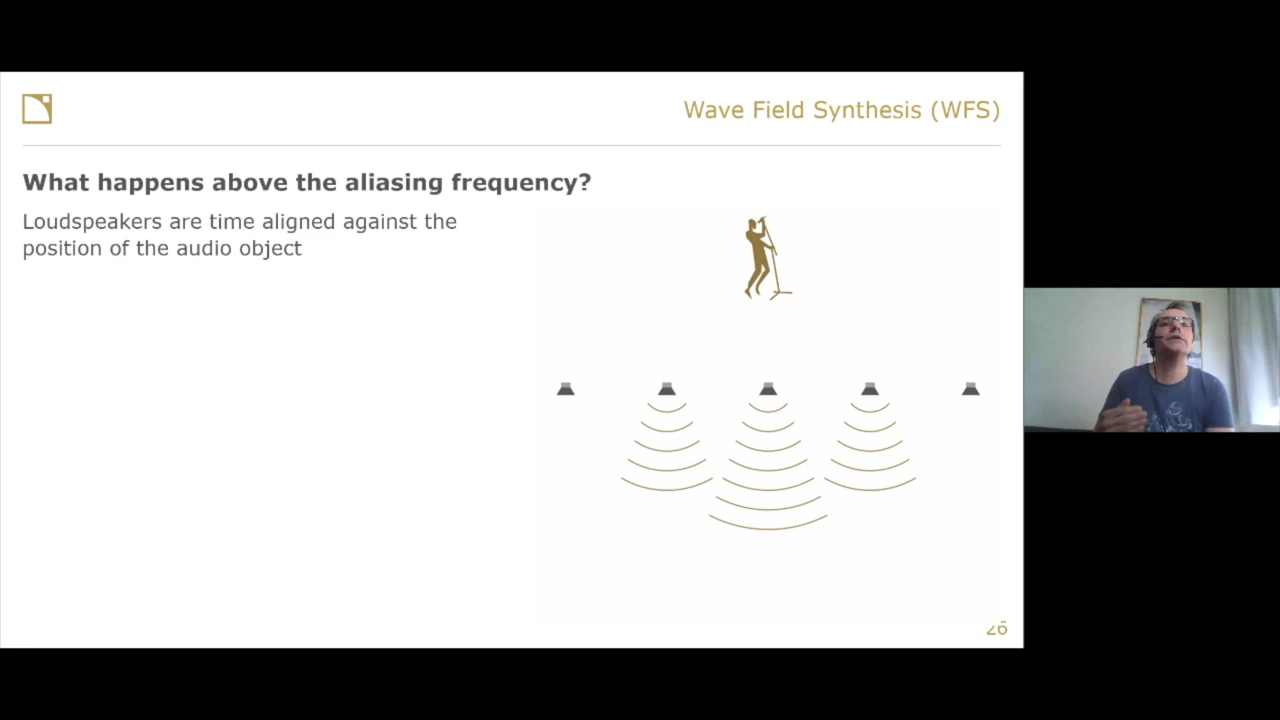 Wave Field Synthesis (WFS)
What happens above the aliasing frequency?
Loudspeakers are time aligned against the
position of the audio object
26